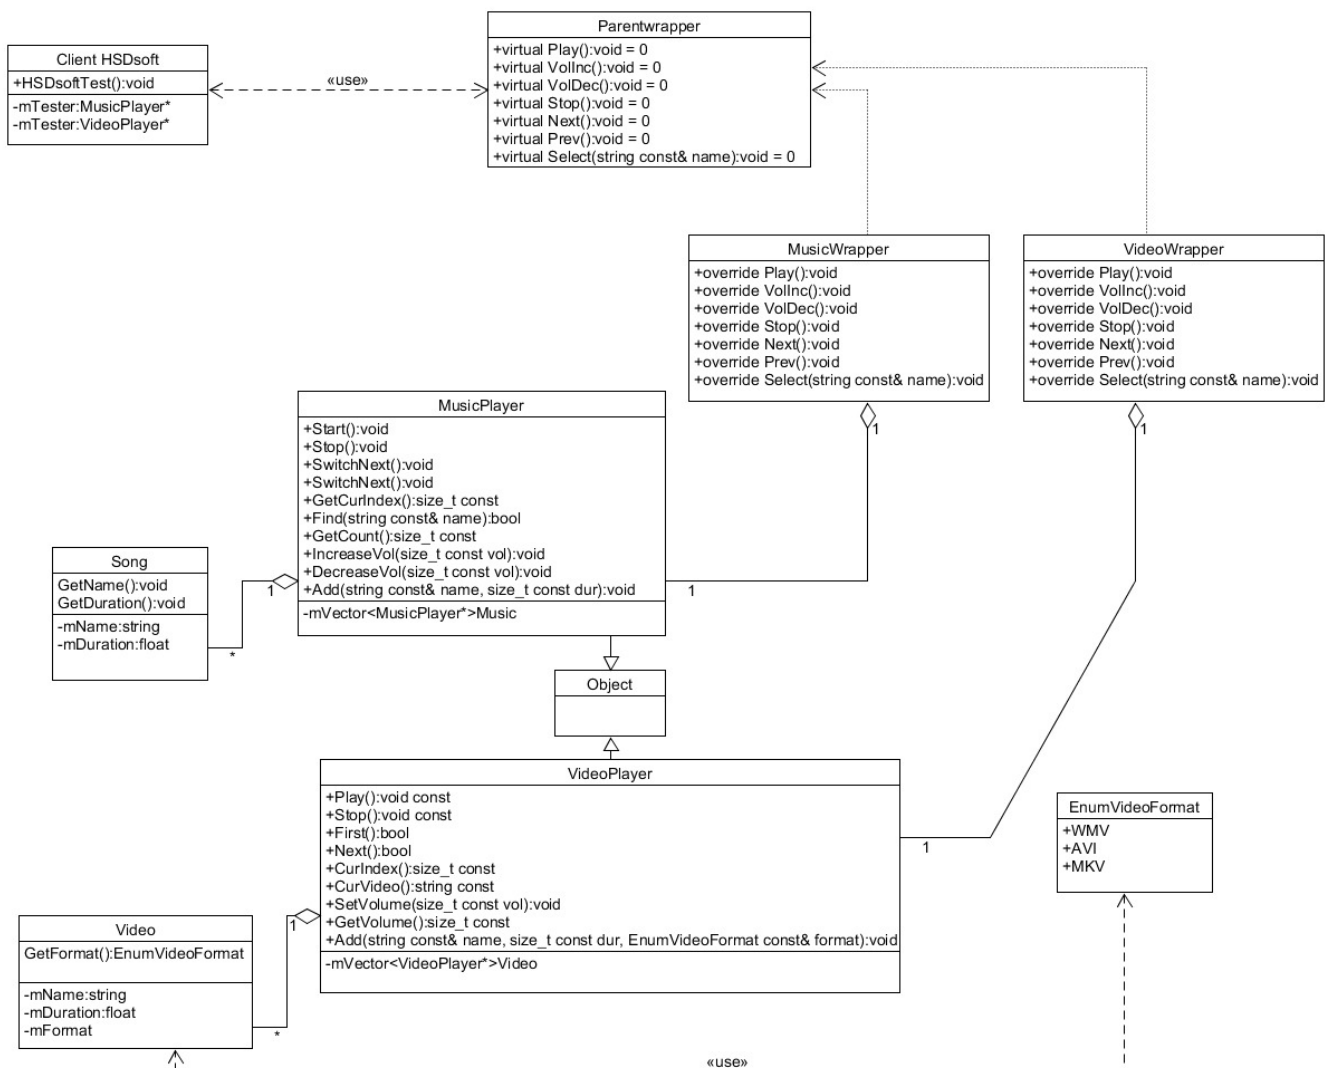 Parentwrapper
+virtual Play():void = 0
+virtual VolInc():void = 0
+virtual VolDec():void = 0
+virtual Stop():void = 0
+virtual Next():void = 0
+virtual Prev():void = 0
+virtual Select(string const& name):void = 0
Client HSDsoft
+HSDsoftTest():void
-mTester:MusicPlayer*
-mTester:VideoPlayer*
«use»
MusicWrapper
+override Play():void
+override VolInc():void
+override VolDec():void
+override Stop():void
+override Next():void
+override Prev():void
+override Select(string const& name):void
1
VideoWrapper
+override Play():void
+override VolInc():void
+override VolDec():void
+override Stop():void
+override Next():void
+override Prev():void
+override Select(string const& name):void
1
MusicPlayer
+Start():void
+Stop():void
+SwitchNext():void
+SwitchNext():void
+GetCurIndex():size_t const
+Find(string const& name):bool
+GetCount():size_t const
+IncreaseVol(size_t const vol):void
+DecreaseVol(size_t const vol):void
+Add(string const& name, size_t const dur):void
-mVector<MusicPlayer*>Music
1
1
Song
GetName():void
GetDuration():void
-mName:string
-mDuration:float
*
Object
VideoPlayer
+Play():void const
+Stop():void const
+First():bool
+Next():bool
+CurIndex():size_t const
+CurVideo():string const
+SetVolume(size_t const vol):void
+GetVolume():size_t const
+Add(string const& name, size_t const dur, EnumVideoFormat const& format):void
-mVector<VideoPlayer*>Video
1
1
EnumVideoFormat
+WMV
+AVI
+MKV
Video
GetFormat():EnumVideoFormat
-mName:string
-mDuration:float
-mFormat
*
«use»